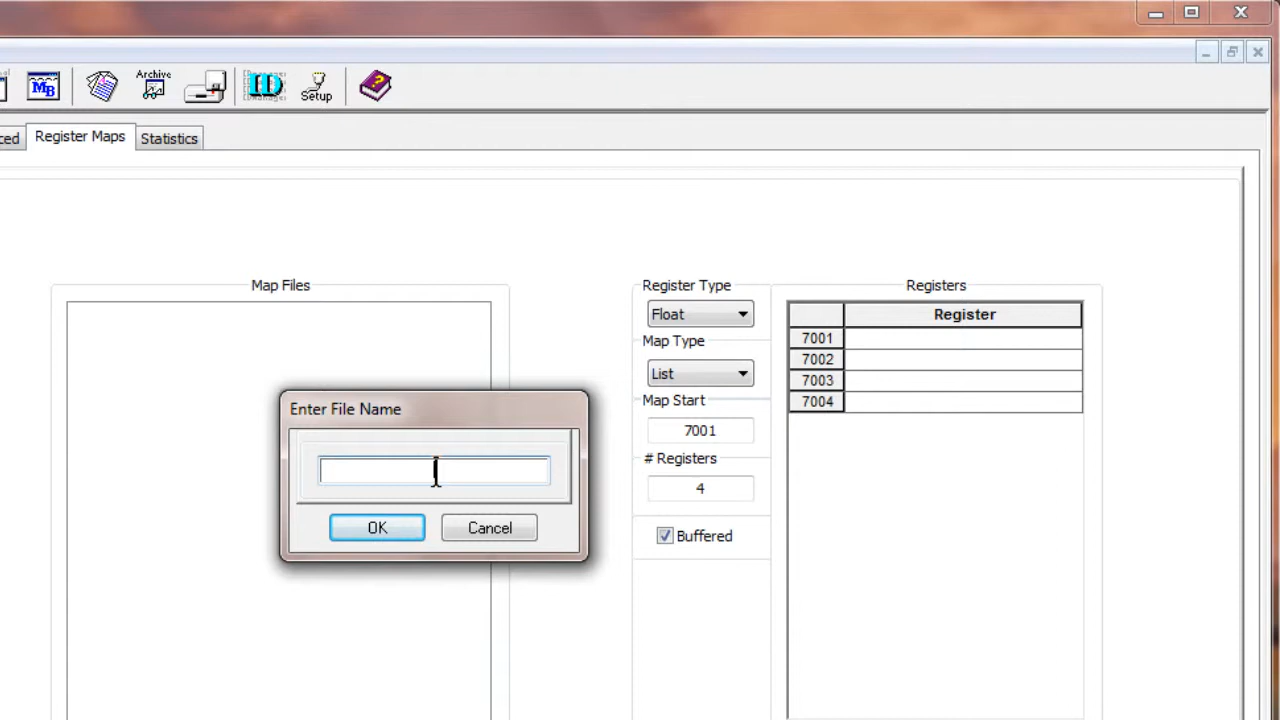 MB
Archive
ID
Setup
?
ced
Register Maps
Statistics
Map Files
Register Type
Float
Map Type
List
Map Start
7001
# Registers
4
Buffered
Registers
Register
7001
7002
7003
7004
Enter File Name
OK
Cancel